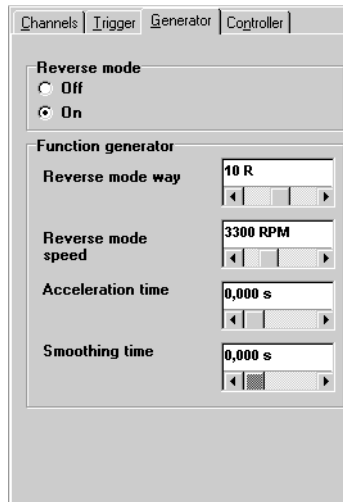 Channels Trigger Generator Controller
Reverse mode
Off
On
Function generator
Reverse mode way
10 R
Reverse mode
speed
3300 RPM
Acceleration time
0,000 s
Smoothing time
0,000 s